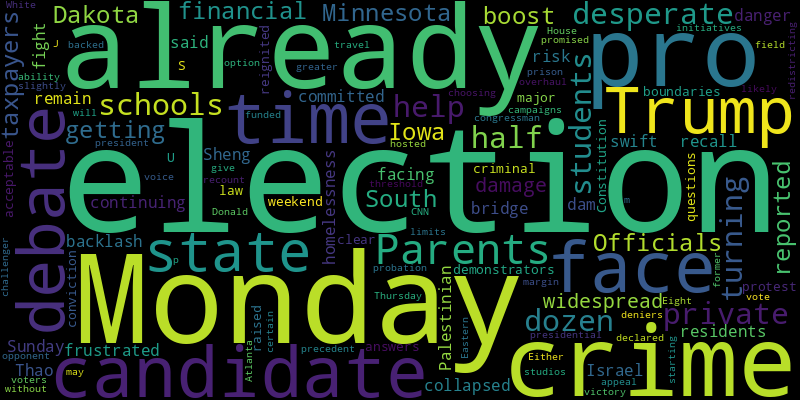 White
Dakota
financial
Minnesota
boost
desperate
danger
taxpayers
fight
J
backed
already
said
s
reignited
travel
option
greater
House
promised
pro
initiatives
field
redistricting
ability
slightly
remain
schools
will
prison
overhaul
committed
risk
major
boundaries
likely
Trump
time
funded
help
choosing
campaigns
congressman
students
getting
debate
president
Iowa
hosted
half
swift
recall
Constitution
acceptable
U
Sheng
voice
give
recount
law
election
homelessness
facing
threshold
criminal
damage
questions
reported
continuing
Donald
weekend
South
CNN
bridge
dam
m
turning
backlash
state
P
clear
limits
Parents
Officials
face
challenger
conviction
Monday
probation
demonstrators
margin
former
protest
Thursday
Palestinian
Eastern
widespread
Eight
vote
private
raised
certain
dozen
deniers
declared
residents
Sunday
opponent
frustrated
Atlanta
precedent
answers
presidential
Either
starting
Thao
voters
without
may
candidate
collapsed
crime
studios
Israel
appeal
victory